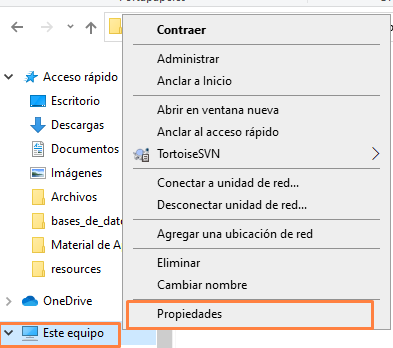 Contraer
Administrar
Anclar a Inicio
Abrir en ventana nueva
Anclar al acceso rápido
TortoiseSVN
Conectar a unidad de red...
Desconectar unidad de red...
Agregar una ubicación de red
Eliminar
Cambiar nombre
Propiedades
Acceso rápido
Escritorio
Descargas
Documentos
Imágenes
Archivos
bases_de_date
Material de A
resources
OneDrive
Este equipo